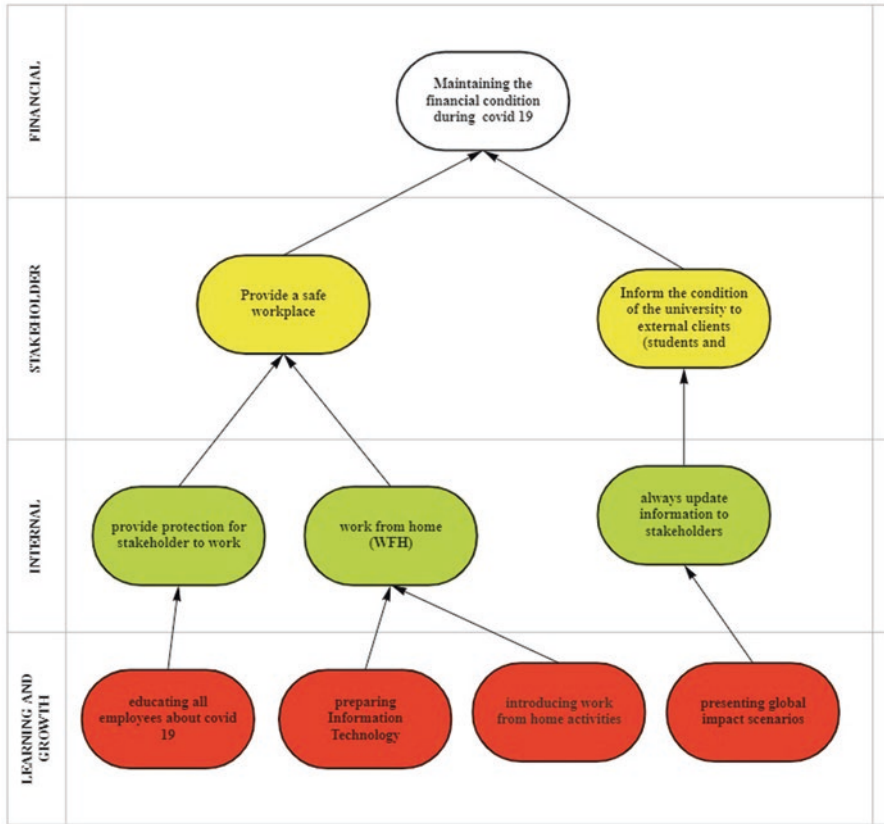 FINANCIAL
Maintaining the
financial condition
during covid 19
STAKEHOLDER
Provide a safe
workplace
Inform the condition
of the university to
external clients
(students and
INTERNAL
provide protection for
stakeholder to work
work from home
(WFH)
always update
information to
stakeholders
LEARNING AND
GROWTH
educating all
employees about covid
19
preparing
Information
Technology
introducing work
from home activities
presenting global
impact scenarios